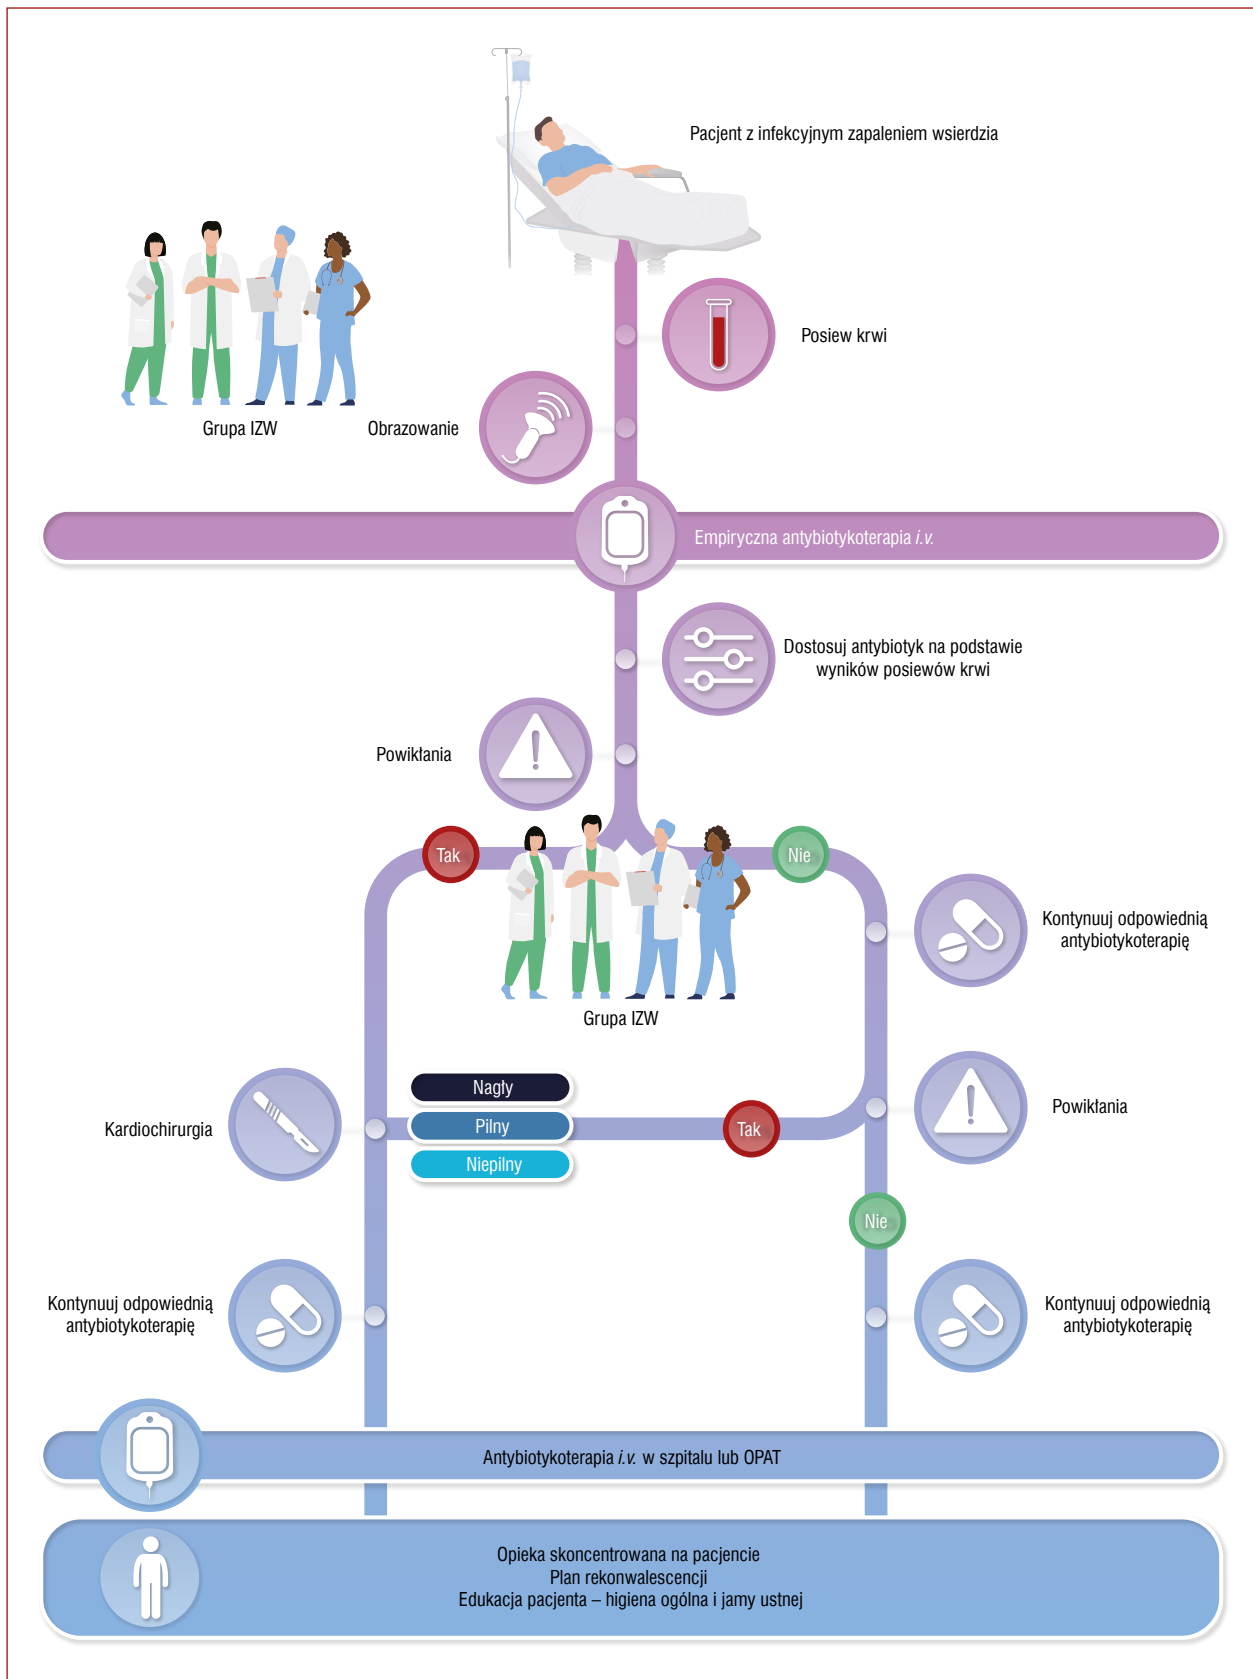 Pacjent z infekcyjnym zapaleniem wsierdzia
Posiew krwi
Grupa IZW
Obrazowanie
Empiryczna antybiotykoterapia i.v.
Dostosuj antybiotyk na podstawie
wyników posiewów krwi
Powikłania
Tak
Nie
Kontynuuj odpowiednią
antybiotykoterapię
Grupa IZW
Nagły
Pilny
Niepilny
Kardiochirurgia
Tak
Powikłania
Nie
Kontynuuj odpowiednią
antybiotykoterapię
Kontynuuj odpowiednią
antybiotykoterapię
Antybiotykoterapia i.v. w szpitalu lub OPAT
Opieka skoncentrowana na pacjencie
Plan rekonwalescencji
Edukacja pacjenta – higiena ogólna i jamy ustnej